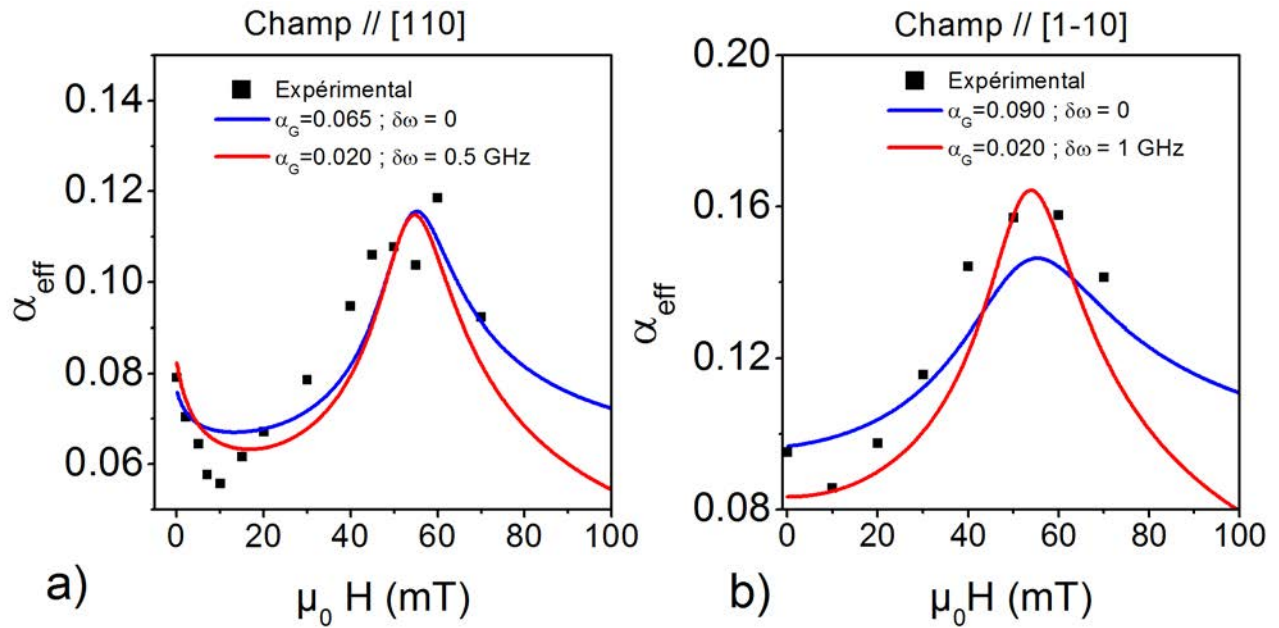 Champ // [110]
0.14
0.12
0.10
0.08
0.06
α_eff
Expérimental
α_G=0.065 ; δω = 0
α_G=0.020 ; δω = 0.5 GHz
0 20 40 60 80 100
a) μ₀ H (mT)
Champ // [1-10]
0.20
0.16
0.12
0.08
α_eff
Expérimental
α_G=0.090 ; δω = 0
α_G=0.020 ; δω = 1 GHz
0 20 40 60 80 100
b) μ₀H (mT)